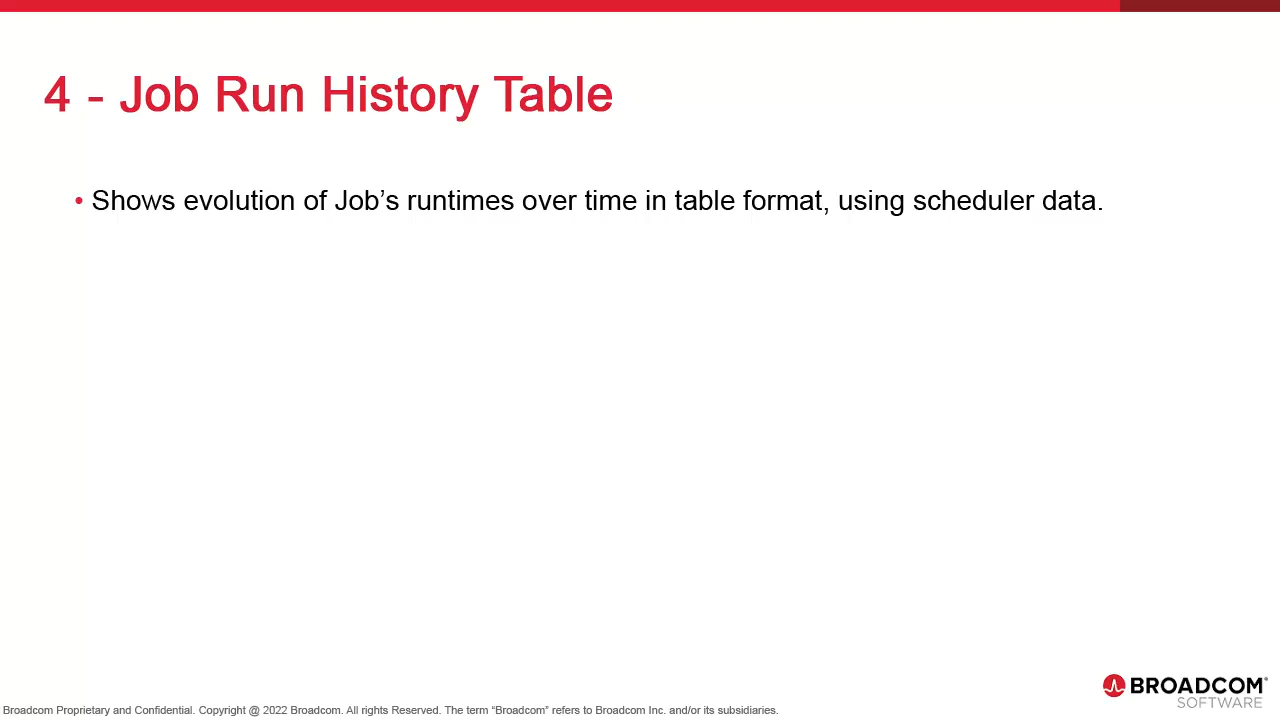 4 - Job Run History Table
• Shows evolution of Job’s runtimes over time in table format, using scheduler data.
BROADCOM®
SOFTWARE
Broadcom Proprietary and Confidential. Copyright @ 2022 Broadcom. All rights Reserved. The term “Broadcom” refers to Broadcom Inc. and/or its subsidiaries.